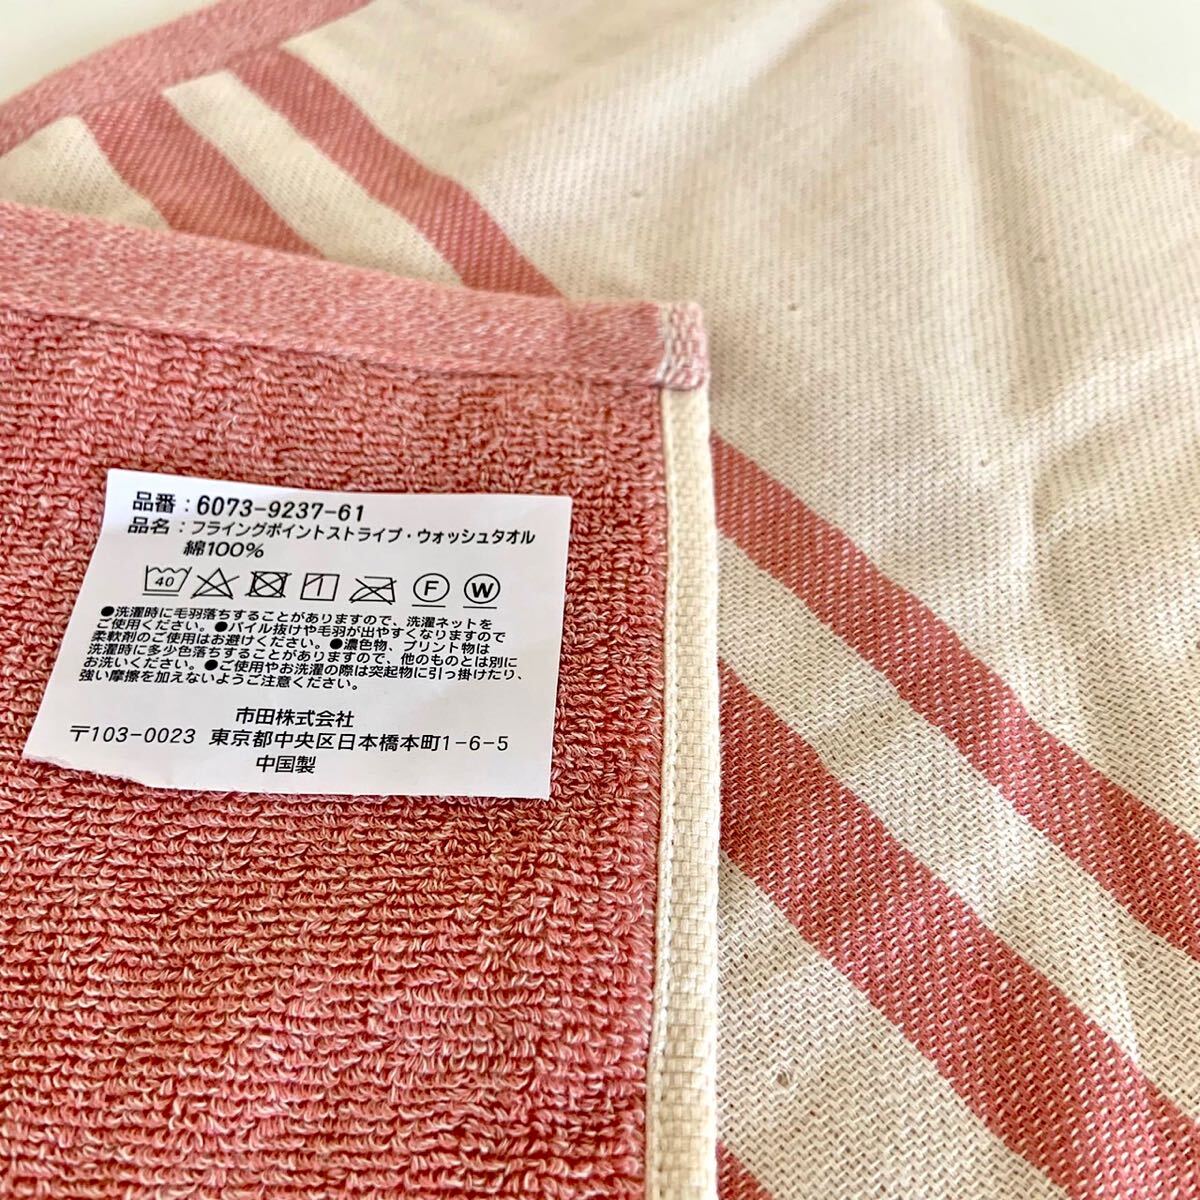 品番：6073-9237-61
品名：フライングポイントストライプ・ウォッシュタオル
綿100%
40 1 F W
●洗濯時に毛羽落ちすることがありますので、洗濯ネットを
ご使用ください。●パイル抜けや毛羽が出やすくなりますので
柔軟剤のご使用はお避けください。●濃色物、プリント物は
洗濯時に多少色落ちすることがありますので、他のものとは別に
お洗いください。●ご使用やお洗濯の際は突起物に引っ掛けたり、
強い摩擦を加えないようご注意ください。
市田株式会社
〒103-0023 東京都中央区日本橋本町1-6-5
中国製